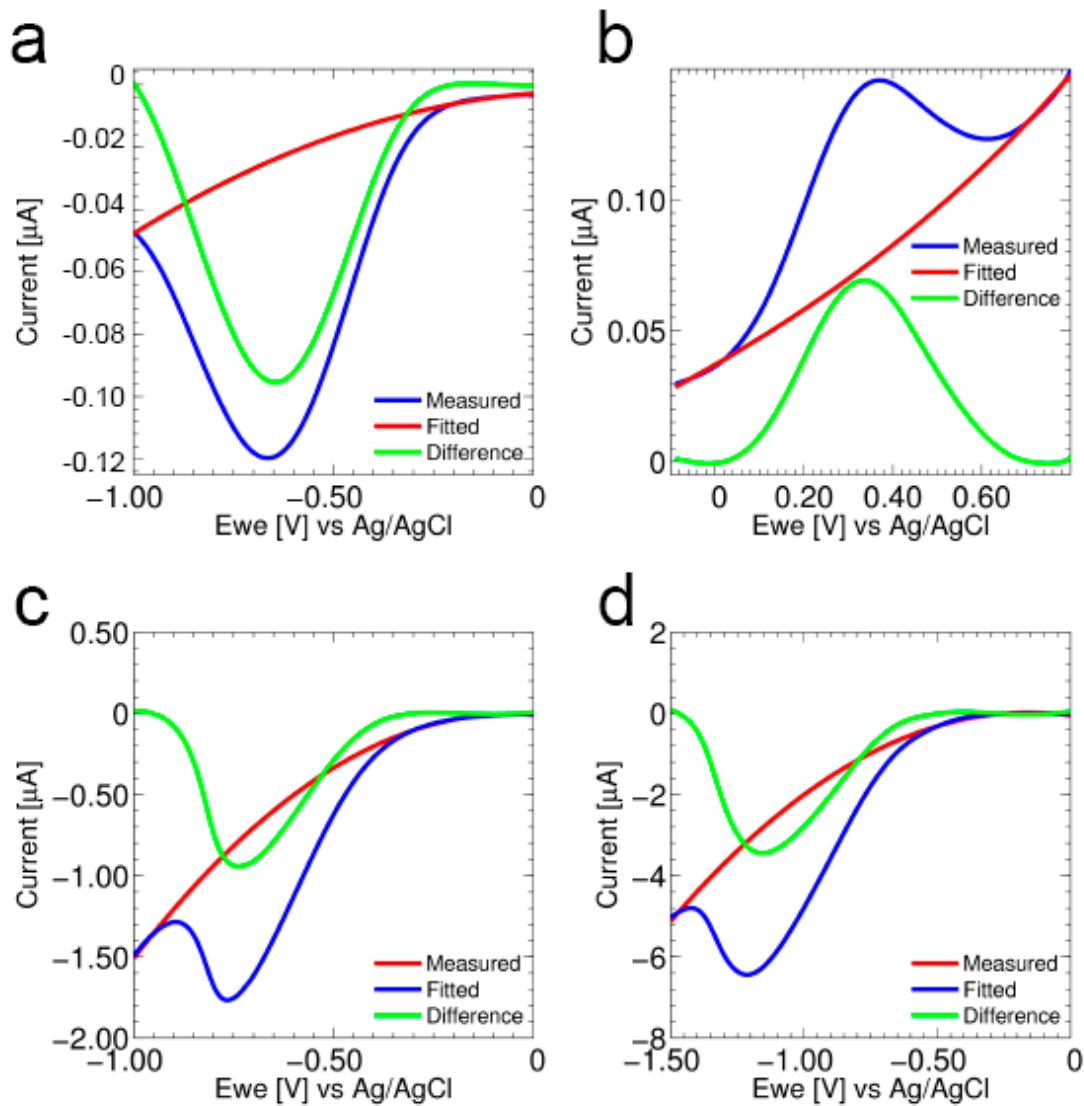 a
0
-0.02
-0.04
-0.06
-0.08
-0.10
-0.12
Current [µA]
−1.00
−0.50
0
Ewe [V] vs Ag/AgCl
Measured
Fitted
Difference
b
0.10
0.05
0
Current [µA]
0
0.20
0.40
0.60
Ewe [V] vs Ag/AgCl
Measured
Fitted
Difference
c
0.50
0
−0.50
−1.00
−1.50
−2.00
Current [µA]
−1.00
−0.50
0
Ewe [V] vs Ag/AgCl
Measured
Fitted
Difference
d
2
0
−2
−4
−6
−8
Current [µA]
−1.50
−1.00
−0.50
0
Ewe [V] vs Ag/AgCl
Measured
Fitted
Difference